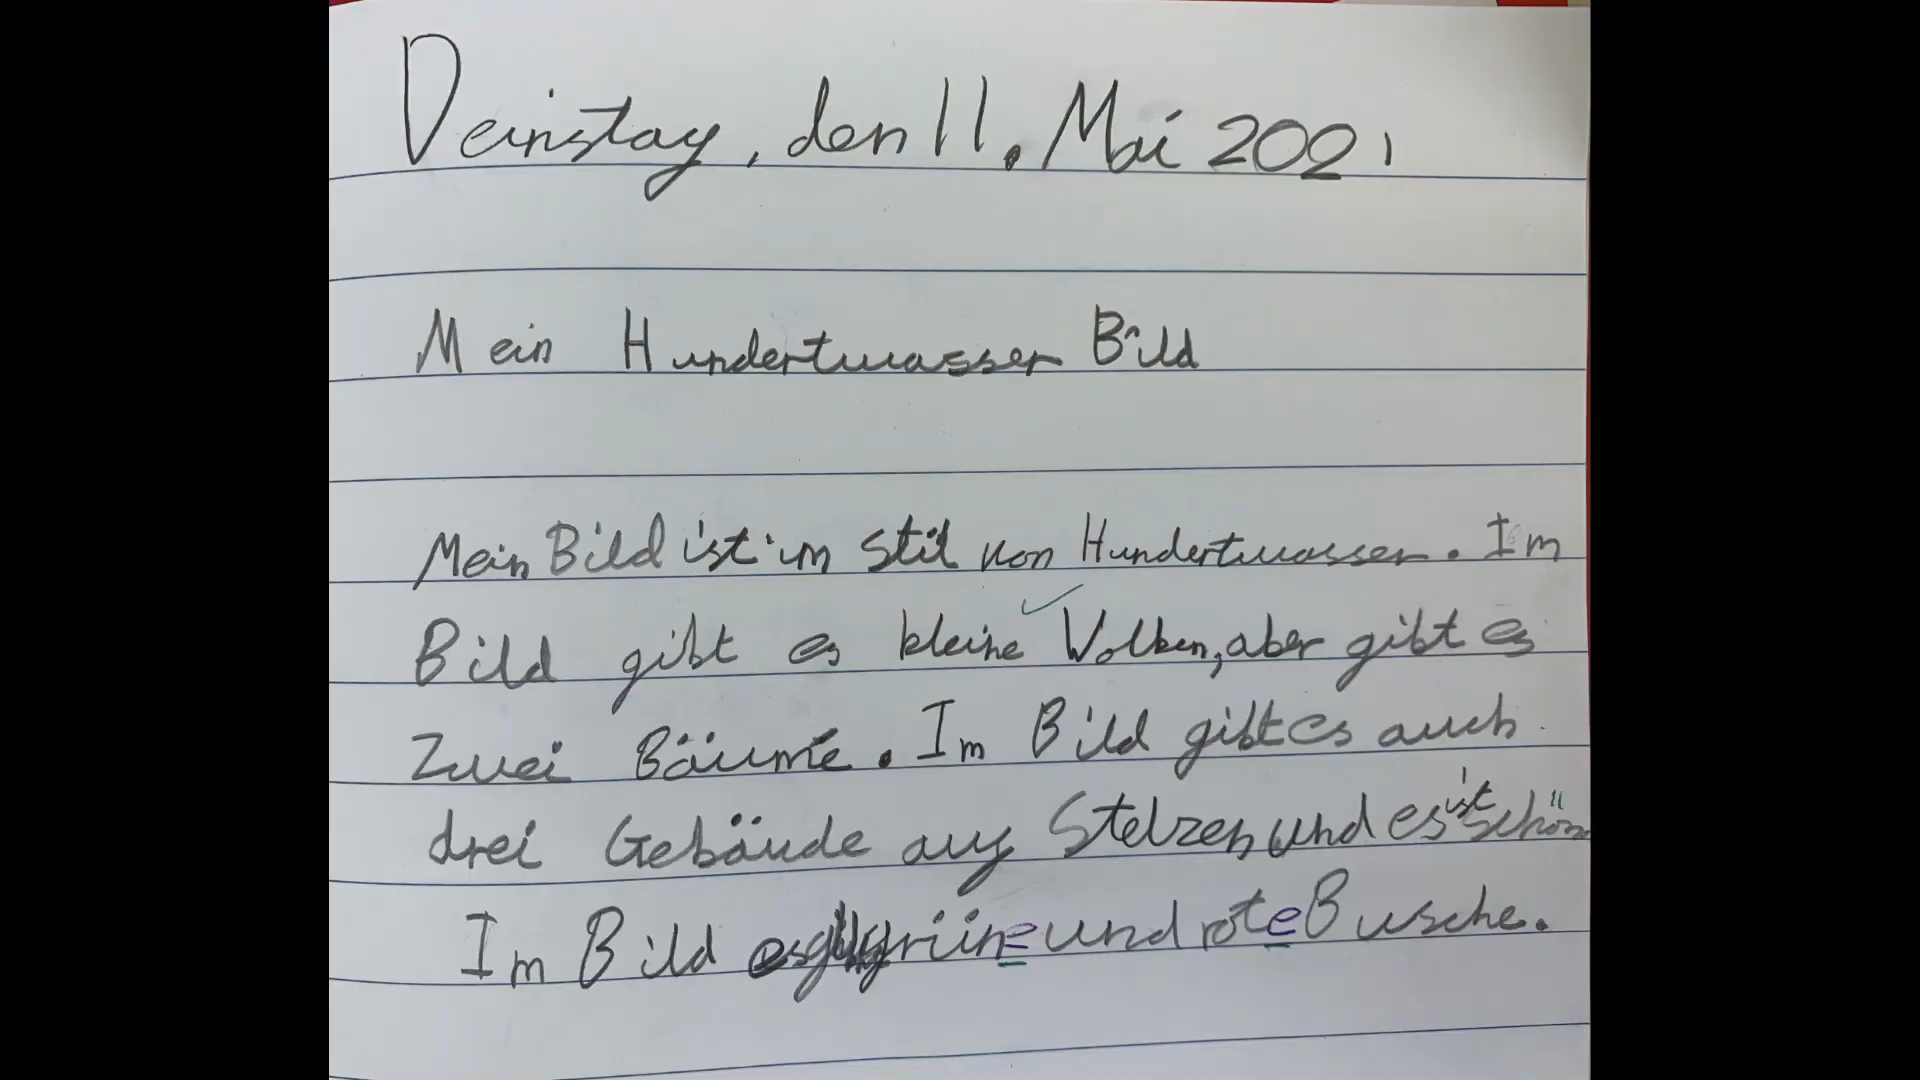 Deinstag, den 11. Mai 2021
Mein Hundertwasser Bild
Mein Bild ist im Stil von Hundertwasser. Im
Bild gibt es kleine Wolken, aber gibt es
Zwei Bäume. Im Bild gibt es auch
drei Gebäude auf Stelzen und es ist schön
Im Bild es grüne und rote Busche.